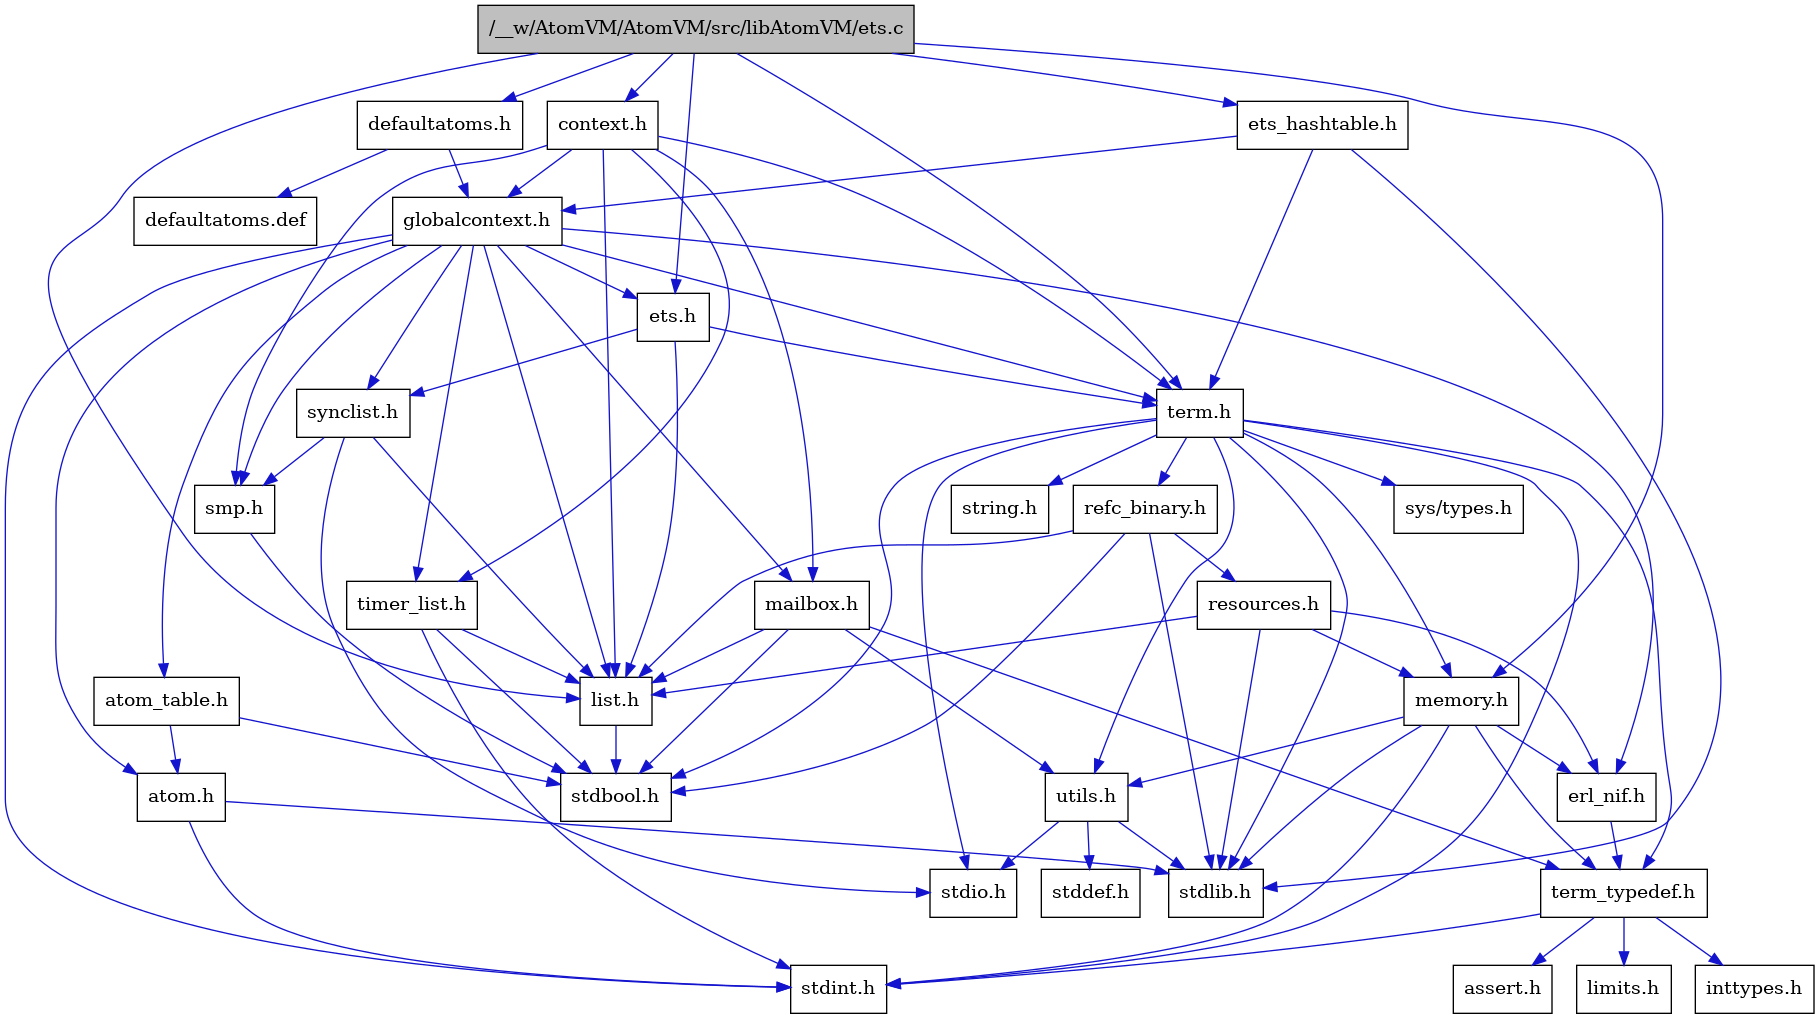 /__w/AtomVM/AtomVM/src/libAtomVM/ets.c
defaultatoms.h
context.h
ets_hashtable.h
defaultatoms.def
globalcontext.h
ets.h
synclist.h
term.h
smp.h
string.h
refc_binary.h
sys/types.h
timer_list.h
mailbox.h
resources.h
atom_table.h
list.h
memory.h
atom.h
stdbool.h
utils.h
erl_nif.h
stdio.h
stddef.h
stdlib.h
term_typedef.h
stdint.h
assert.h
limits.h
inttypes.h